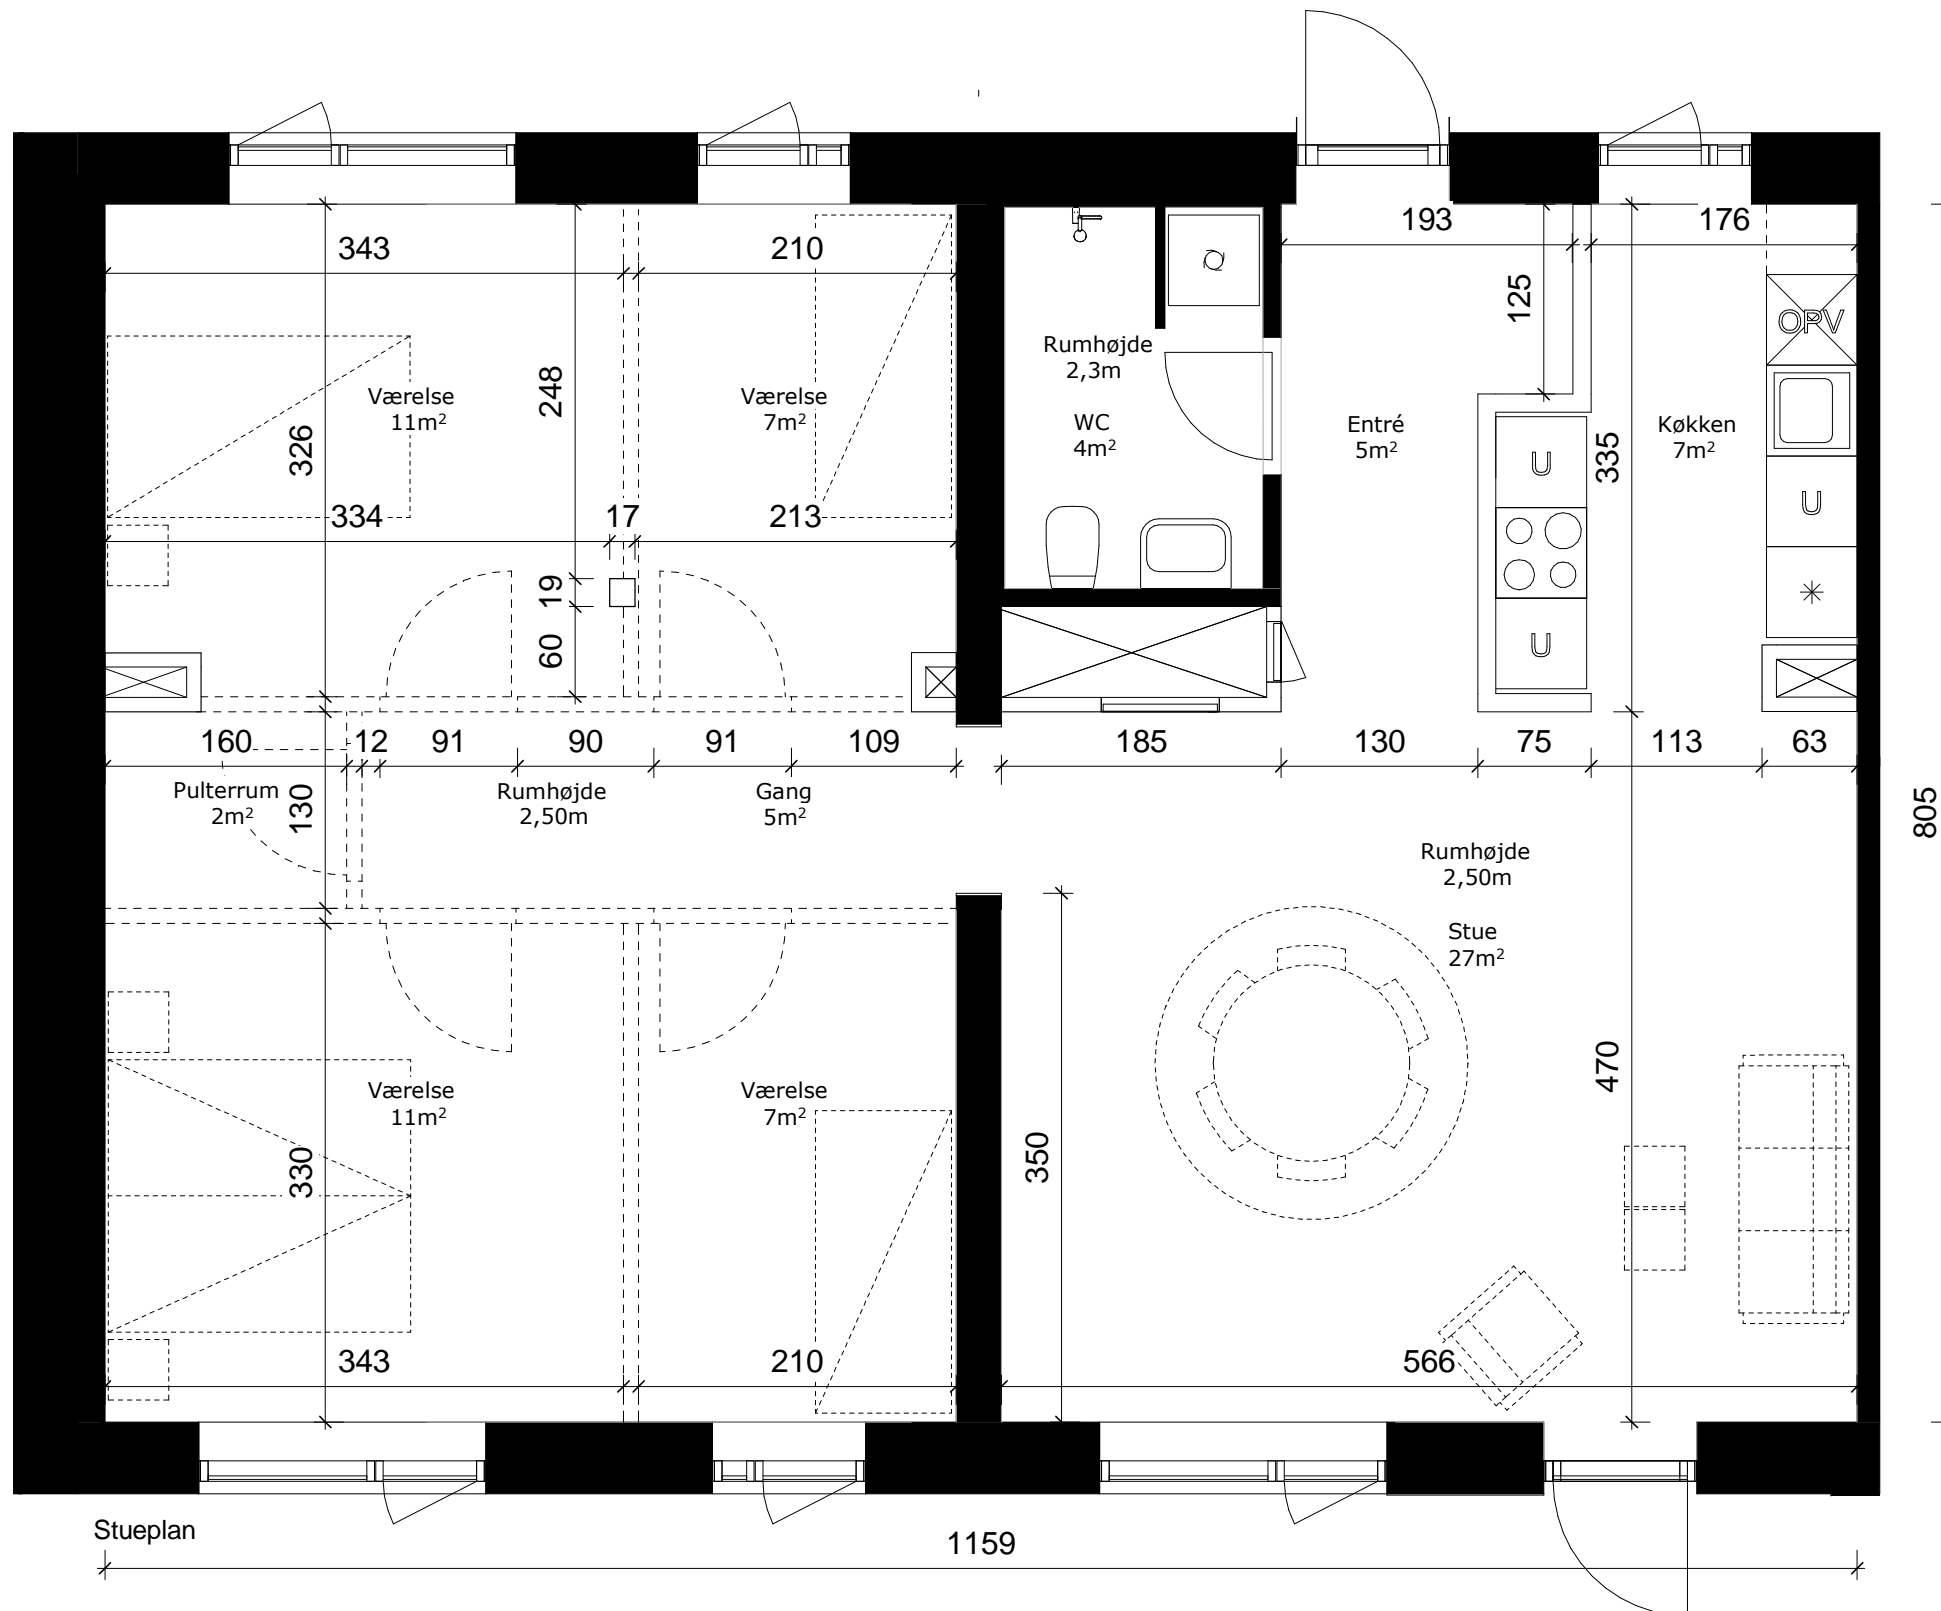 193
176
343
210
125
OPV
Rumhøjde
2,3m
Værelse
11m²
248
Værelse
7m²
WC
4m²
Entré
5m²
Køkken
7m²
326
335
U
U
334
17
213
19
60
U
160
12
91
90
91
109
185
130
75
113
63
Pulterrum
2m²
130
Rumhøjde
2,50m
Gang
5m²
805
Rumhøjde
2,50m
Stue
27m²
470
Værelse
11m²
Værelse
7m²
330
350
343
210
566
Stueplan
1159